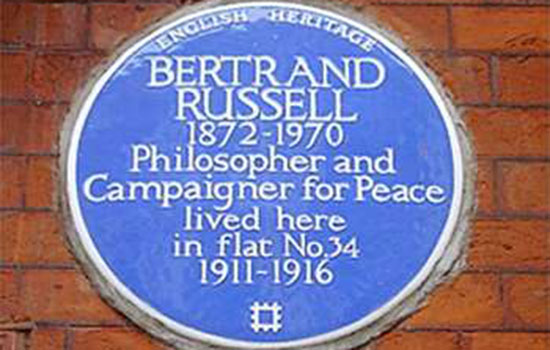 ENGLISH HERITAGE
BERTRAND
RUSSELL
1872-1970
Philosopher and
Campaigner for Peace
lived here
in flat No.34
1911-1916